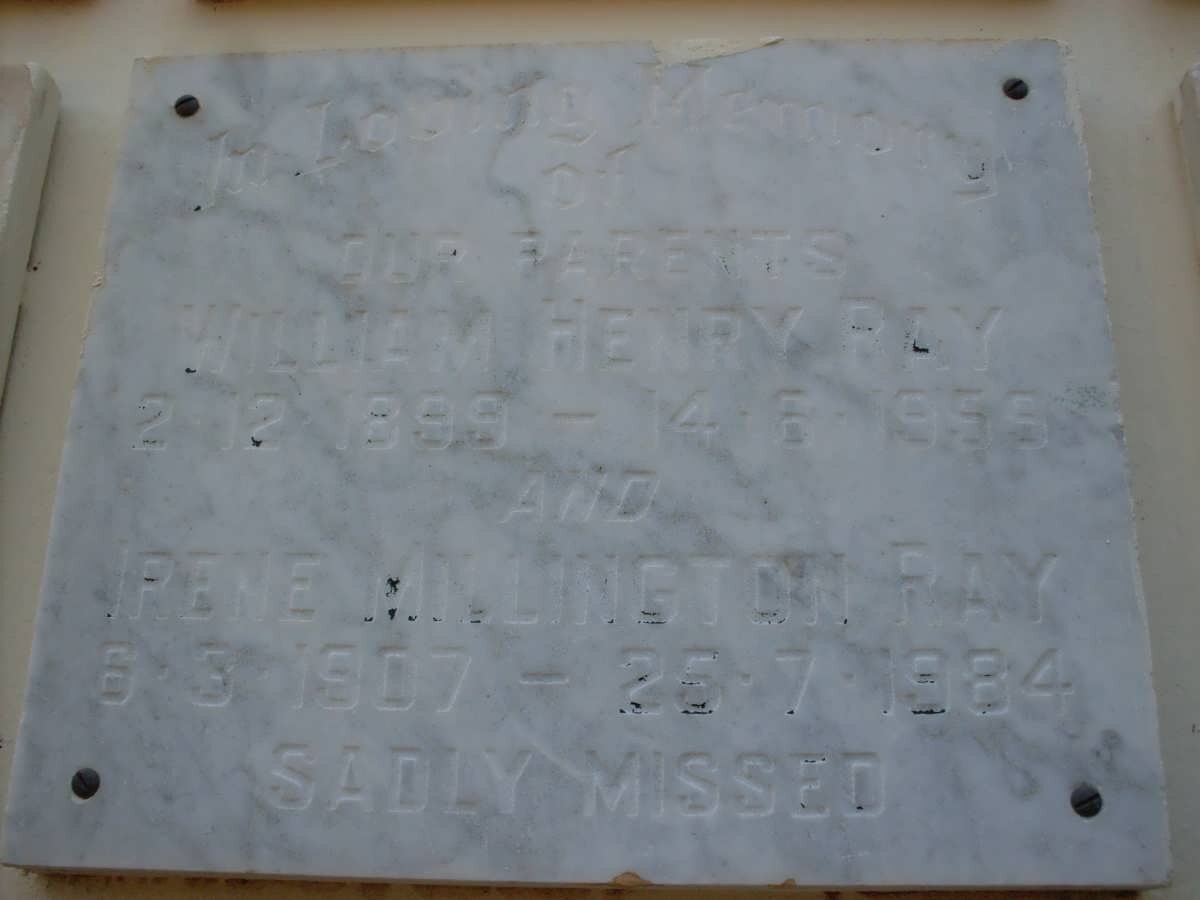 In Loving Memory
of
OUR PARENTS
WILLIAM HENRY RAY
2·12·1899 – 14·6·1959
AND
IRENE MILLINGTON RAY
6·3·1907 – 25·7·1984
SADLY MISSED